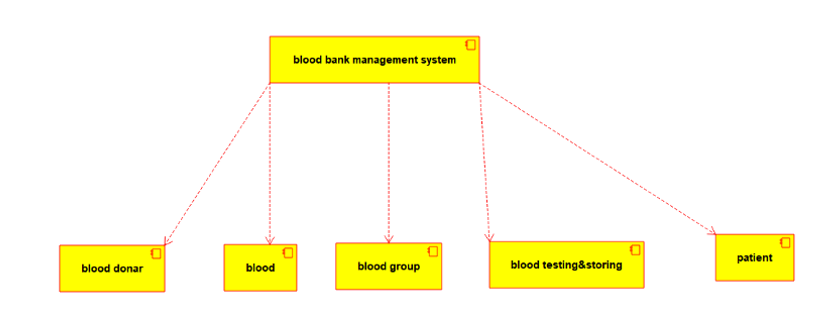 blood bank management system
blood donar
blood
blood group
blood testing&storing
patient